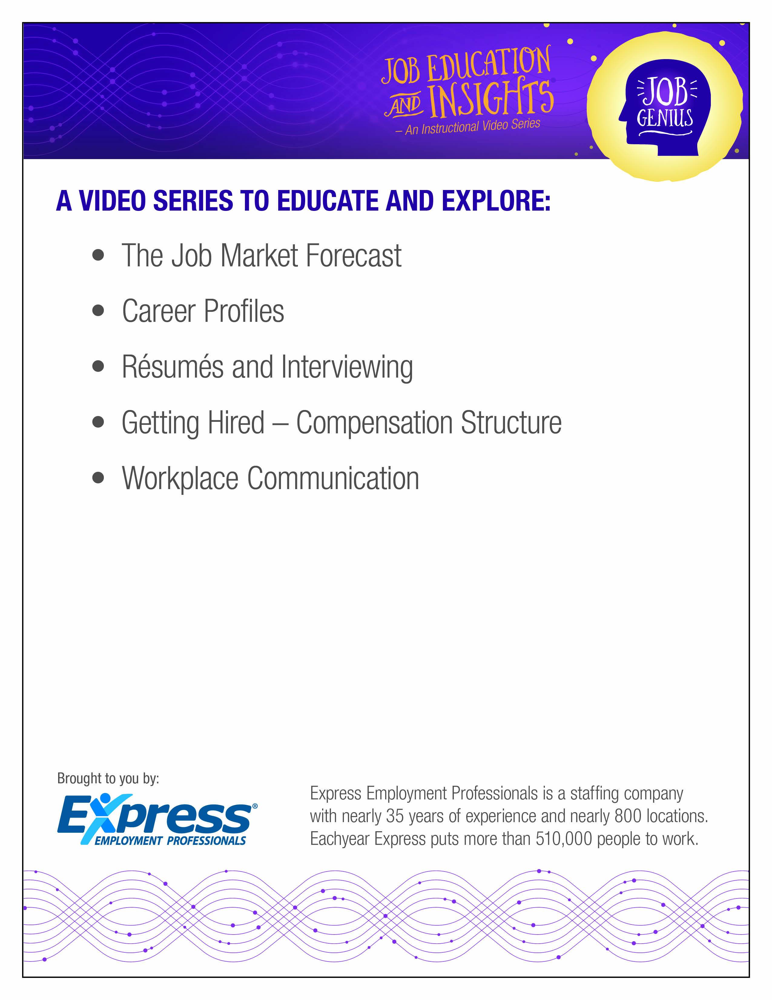 JOB EDUCATION
AND INSIGHTS
– An Instructional Video Series
JOB
GENIUS
A VIDEO SERIES TO EDUCATE AND EXPLORE:
• The Job Market Forecast
• Career Profiles
• Résumés and Interviewing
• Getting Hired – Compensation Structure
• Workplace Communication
Brought to you by:
Express®
EMPLOYMENT PROFESSIONALS
Express Employment Professionals is a staffing company
with nearly 35 years of experience and nearly 800 locations.
Eachyear Express puts more than 510,000 people to work.